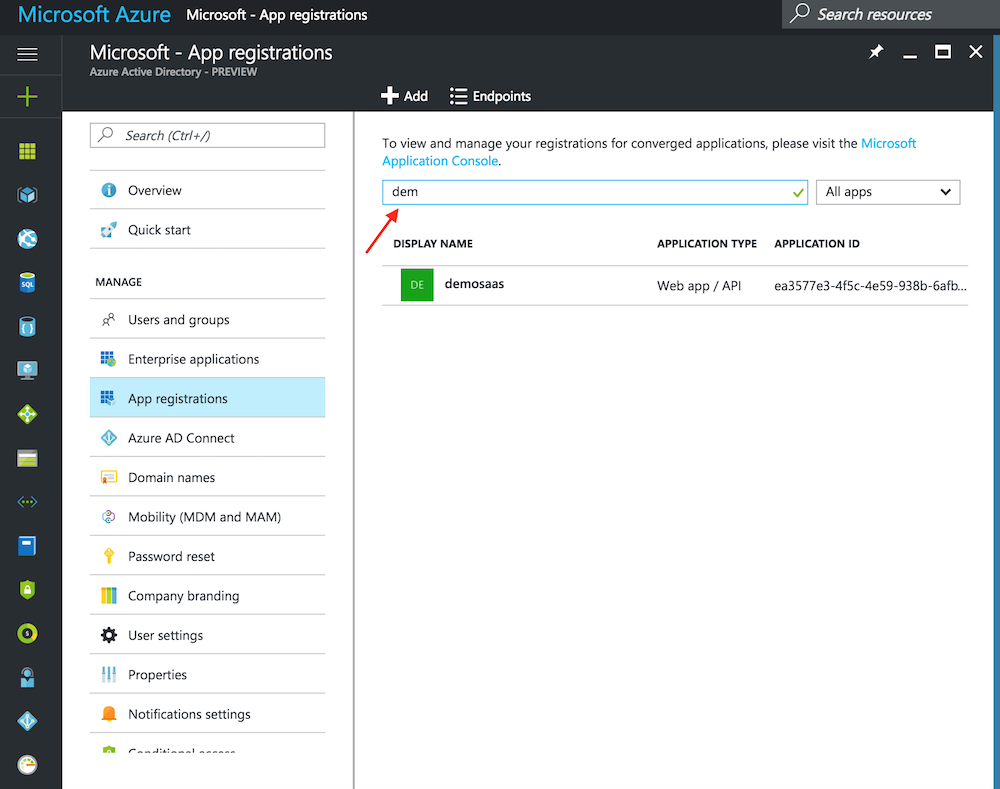 Microsoft Azure Microsoft - App registrations
Search resources
Microsoft - App registrations
Azure Active Directory - PREVIEW
Add Endpoints
Search (Ctrl+/)
Overview
Quick start
MANAGE
Users and groups
Enterprise applications
App registrations
Azure AD Connect
Domain names
Mobility (MDM and MAM)
Password reset
Company branding
User settings
Properties
Notifications settings
Conditional access
To view and manage your registrations for converged applications, please visit the Microsoft
Application Console.
dem
All apps
DISPLAY NAME APPLICATION TYPE APPLICATION ID
DE demosaas Web app / API ea3577e3-4f5c-4e59-938b-6afb...
SQL